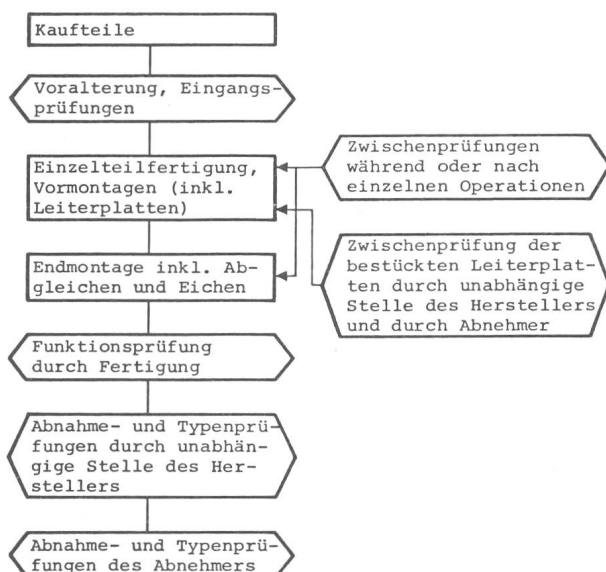 Kaufteile
Voralterung, Eingangs-
prüfungen
Einzelteilfertigung,
Vormontagen (inkl.
Leiterplatten)
Zwischenprüfungen
während oder nach
einzelnen Operationen
Endmontage inkl. Ab-
gleichen und Eichen
Zwischenprüfung der
bestückten Leiterplat-
ten durch unabhängige
Stelle des Herstellers
und durch Abnehmer
Funktionsprüfung
durch Fertigung
Abnahme- und Typenprü-
fungen durch unabhän-
gige Stelle des Her-
stellers
Abnahme- und Typenprü-
fungen des Abnehmers